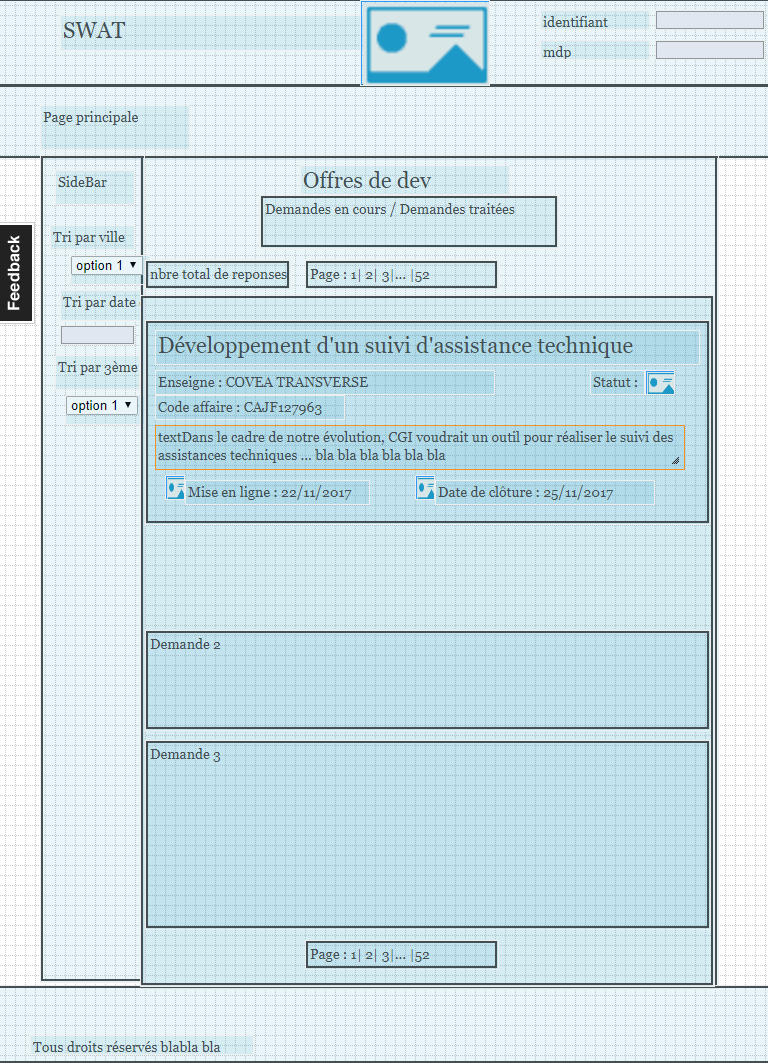 SWAT
identifiant
mdp
Page principale
SideBar
Offres de dev
Demandes en cours / Demandes traitées
Tri par ville
Feedback
option 1
nbre total de reponses
Page : 1| 2| 3|... |52
Tri par date
Développement d'un suivi d'assistance technique
Tri par 3ème
Enseigne : COVEA TRANSVERSE
Statut :
option 1
Code affaire : CAJF127963
textDans le cadre de notre évolution, CGI voudrait un outil pour réaliser le suivi des
assistances techniques ... bla bla bla bla bla bla
Mise en ligne : 22/11/2017
Date de clôture : 25/11/2017
Demande 2
Demande 3
Page : 1| 2| 3|... |52
Tous droits réservés blabla bla